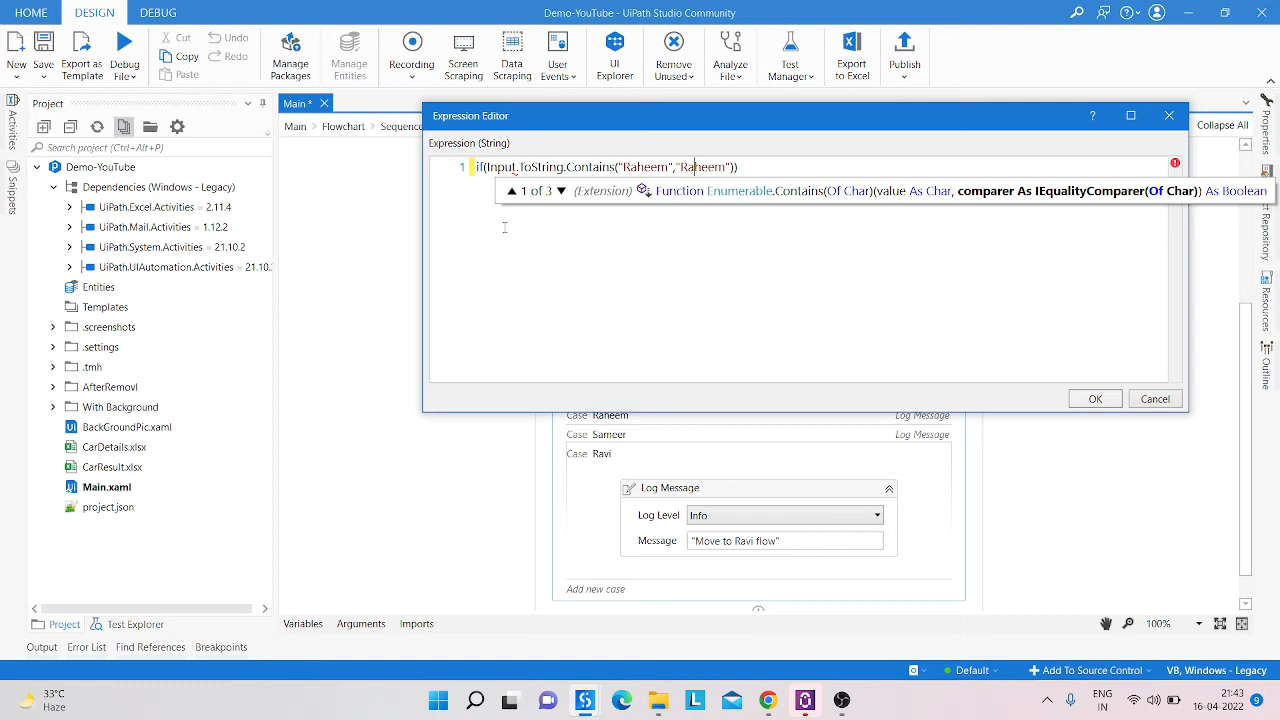 HOME DESIGN DEBUG Demo-YouTube - UiPath Studio Community
New Save Export as Template Debug File Cut Copy Paste Undo Redo Manage Packages Manage Entities Recording Screen Scraping Data Scraping User Events UI Explorer Remove Unused Analyze File Test Manager Export to Excel Publish
Project
Main *
Expression Editor
Main Flowchart Sequence
Collapse All
Expression (String)
Search project (Ctrl+Alt+P)
1 if(Input.ToString.Contains("Raheem","Raheem"))
Demo-YouTube
Dependencies (Windows - Legacy)
1 of 3 (Extension) Function Enumerable.Contains(Of Char)(value As Char, comparer As IEqualityComparer(Of Char)) As Boolean
UiPath.Excel.Activities = 2.11.4
UiPath.Mail.Activities = 1.12.2
UiPath.System.Activities = 21.10.2
UiPath.UIAutomation.Activities = 21.10.
Entities
Templates
.screenshots
.settings
.tmh
AfterRemovl
With Background
BackGroundPic.xaml
CarDetails.xlsx
CarResult.xlsx
Main.xaml
project.json
OK Cancel
Case Raheem Log Message
Case Sameer Log Message
Case Ravi
Log Message
Log Level Info
Message "Move to Ravi flow"
Add new case
Activities
Snippets
Properties
Resources
Outline
Project Test Explorer
Variables Arguments Imports 100%
Output Error List Find References Breakpoints
Default Add To Source Control VB, Windows - Legacy
33°C
Haze
ENG
IN
21:43
16-04-2022
9